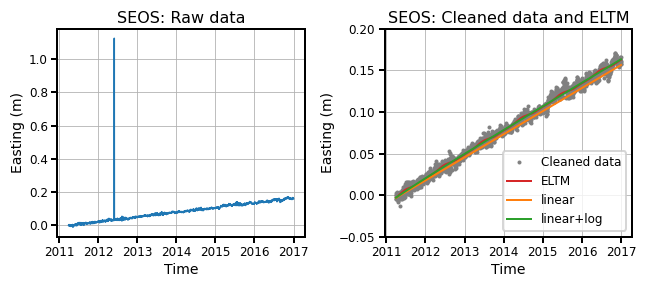 SEOS: Raw data
Easting (m)
1.0
0.8
0.6
0.4
0.2
0.0
2011 2012 2013 2014 2015 2016 2017
Time
SEOS: Cleaned data and ELTM
Easting (m)
0.20
0.15
0.10
0.05
0.00
−0.05
Cleaned data
ELTM
linear
linear+log
2011 2012 2013 2014 2015 2016 2017
Time